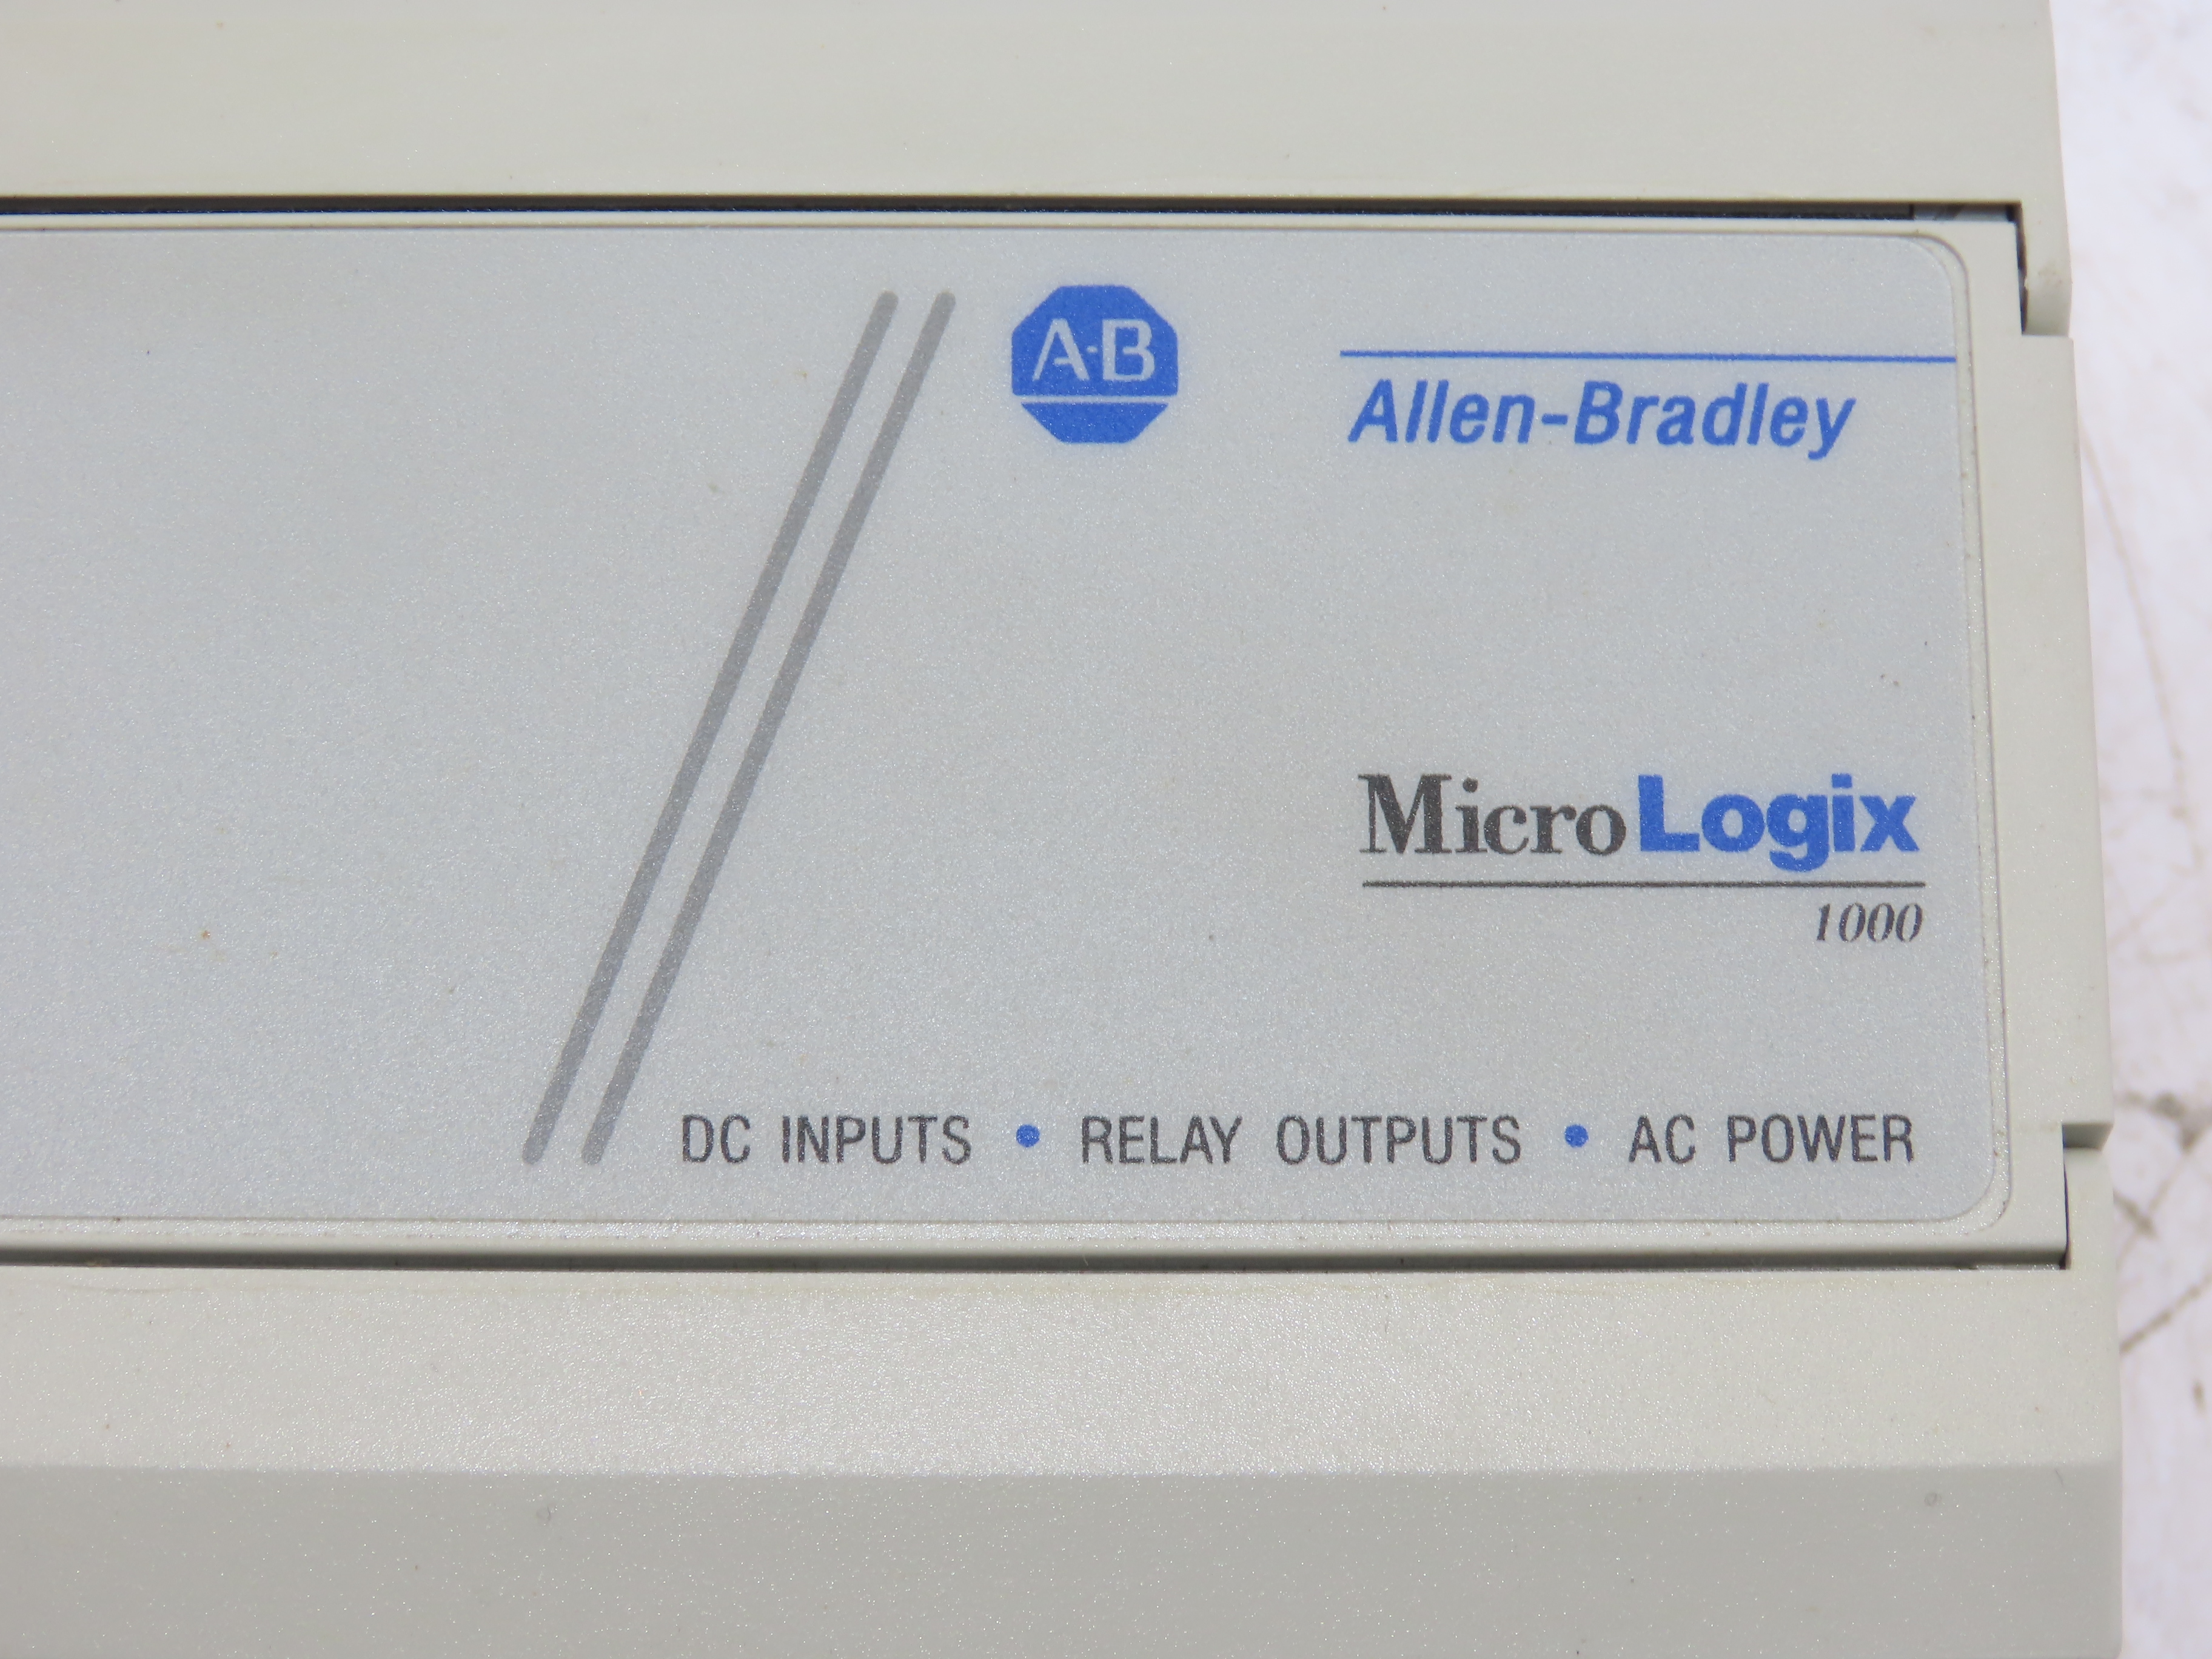 A-B
Allen-Bradley
MicroLogix
1000
DC INPUTS • RELAY OUTPUTS • AC POWER